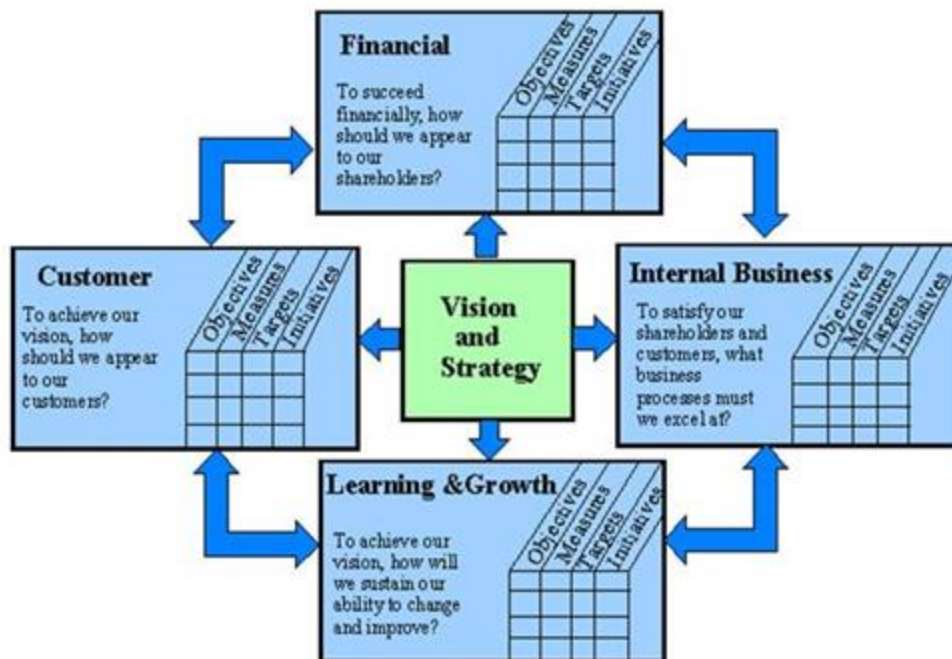 Financial
To succeed
financially, how
should we appear
to our
shareholders?
Objectives
Measures
Targets
Initiatives
Customer
To achieve our
vision, how
should we appear
to our
customers?
Objectives
Measures
Targets
Initiatives
Vision
and
Strategy
Internal Business
To satisfy our
shareholders and
customers, what
business
processes must
we excel at?
Objectives
Measures
Targets
Initiatives
Learning &Growth
To achieve our
vision, how will
we sustain our
ability to change
and improve?
Objectives
Measures
Targets
Initiatives